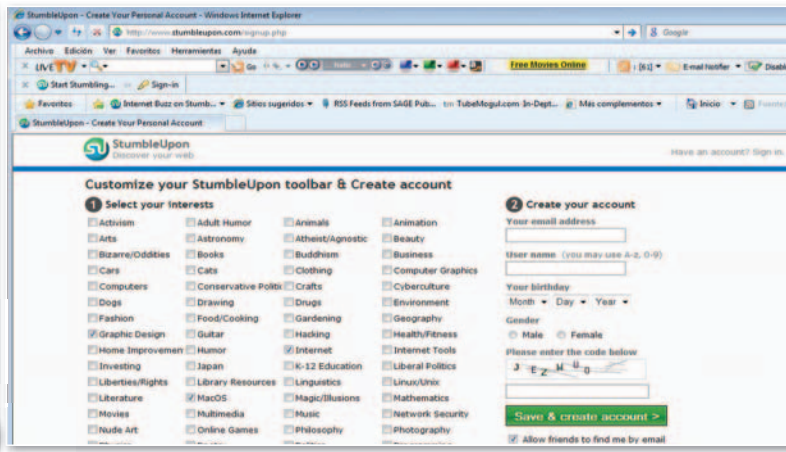 StumbleUpon - Create Your Personal Account - Windows Internet Explorer
http://www.stumbleupon.com/signup.php
Google
Archivo Edición Ver Favoritos Herramientas Ayuda
LIVE TV Go Free Movies Online [61] E-mail Notifier Disabl
Start Stumbling... Sign-in
Favoritos Internet Buzz on Stumb... Sitios sugeridos RSS Feeds from SAGE Pub... TubeMogul.com In-Dept... Más complementos Inicio
StumbleUpon - Create Your Personal Account
StumbleUpon
Discover your web
Have an account? Sign in.
Customize your StumbleUpon toolbar & Create account
1 Select your interests
Activism Adult Humor Animals Animation
Arts Astronomy Atheist/Agnostic Beauty
Bizarre/Oddities Books Buddhism Business
Cars Cats Clothing Computer Graphics
Computers Conservative Politi Crafts Cyberculture
Dogs Drawing Drugs Environment
Fashion Food/Cooking Gardening Geography
Graphic Design Guitar Hacking Health/Fitness
Home Improvemen Humor Internet Internet Tools
Investing Japan K-12 Education Liberal Politics
Liberties/Rights Library Resources Linguistics Linux/Unix
Literature MacOS Magic/Illusions Mathematics
Movies Multimedia Music Network Security
Nude Art Online Games Philosophy Photography
2 Create your account
Your email address
User name (you may use A-z, 0-9)
Your birthday
Month Day Year
Gender
Male Female
Please enter the code below
Save & create account >
Allow friends to find me by email